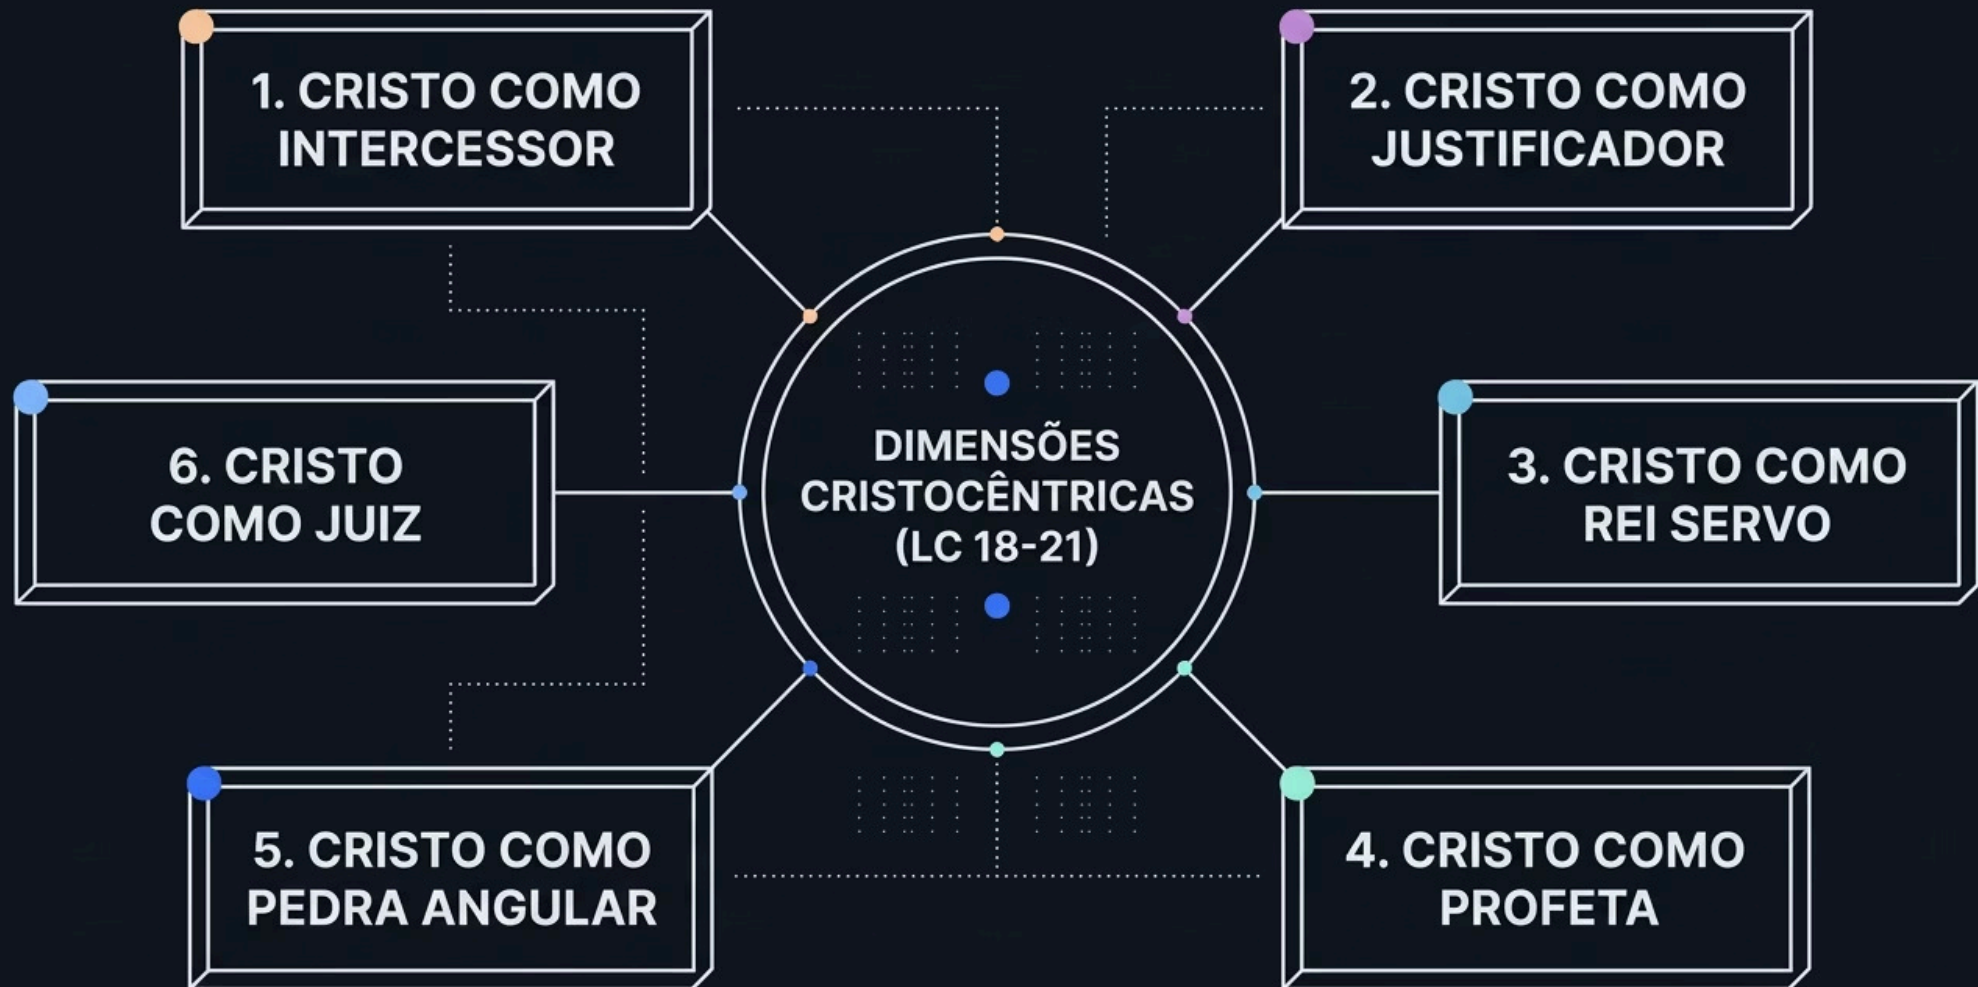 1. CRISTO COMO
INTERCESSOR
2. CRISTO COMO
JUSTIFICADOR
DIMENSÕES
CRISTOCÊNTRICAS
(LC 18-21)
6. CRISTO
COMO JUIZ
3. CRISTO COMO
REI SERVO
5. CRISTO COMO
PEDRA ANGULAR
4. CRISTO COMO
PROFETA